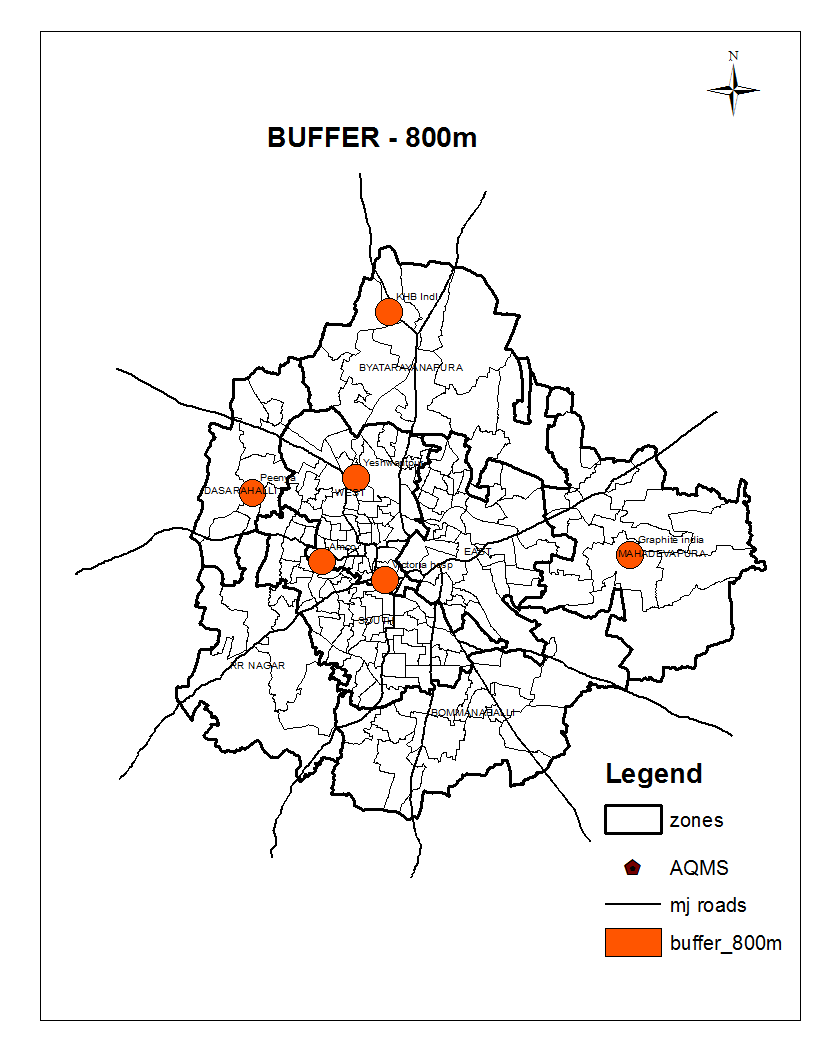 N
BUFFER - 800m
KHB Indl
BYATARAYANAPURA
Yeshwantpur
Peenya
DASARAHALLI
WEST
Graphite india
MAHADEVAPURA
Amco
EAST
Victoria hosp
SOUTH
RR NAGAR
BOMMANAHALLI
Legend
zones
AQMS
mj roads
buffer_800m